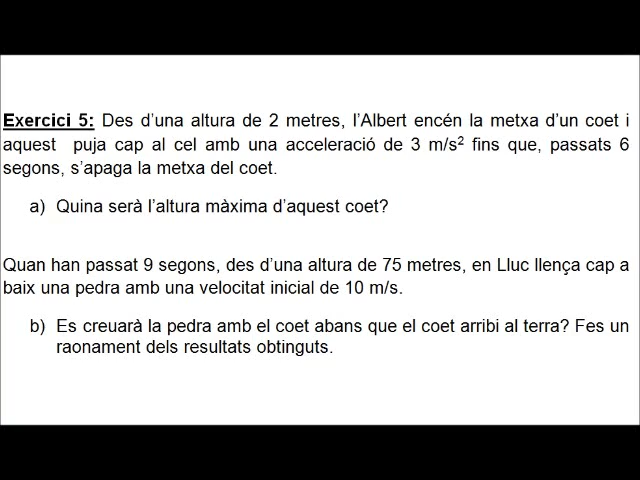 Exercici 5: Des d'una altura de 2 metres, l'Albert encén la metxa d'un coet i
aquest puja cap al cel amb una acceleració de 3 m/s² fins que, passats 6
segons, s'apaga la metxa del coet.
a) Quina serà l'altura màxima d'aquest coet?
Quan han passat 9 segons, des d'una altura de 75 metres, en Lluc llença cap a
baix una pedra amb una velocitat inicial de 10 m/s.
b) Es creuarà la pedra amb el coet abans que el coet arribi al terra? Fes un
raonament dels resultats obtinguts.